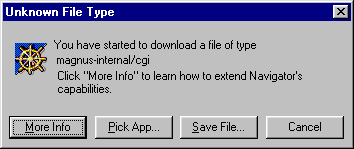 Unknown File Type
You have started to download a file of type
magnus-internal/cgi
Click "More Info" to learn how to extend Navigator's
capabilities.
More Info
Pick App...
Save File...
Cancel